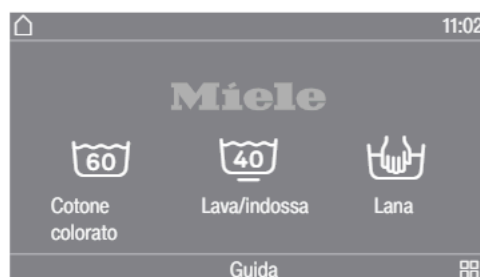 11:02
Miele
60
40
Cotone
colorato
Lava/indossa
Lana
Guida